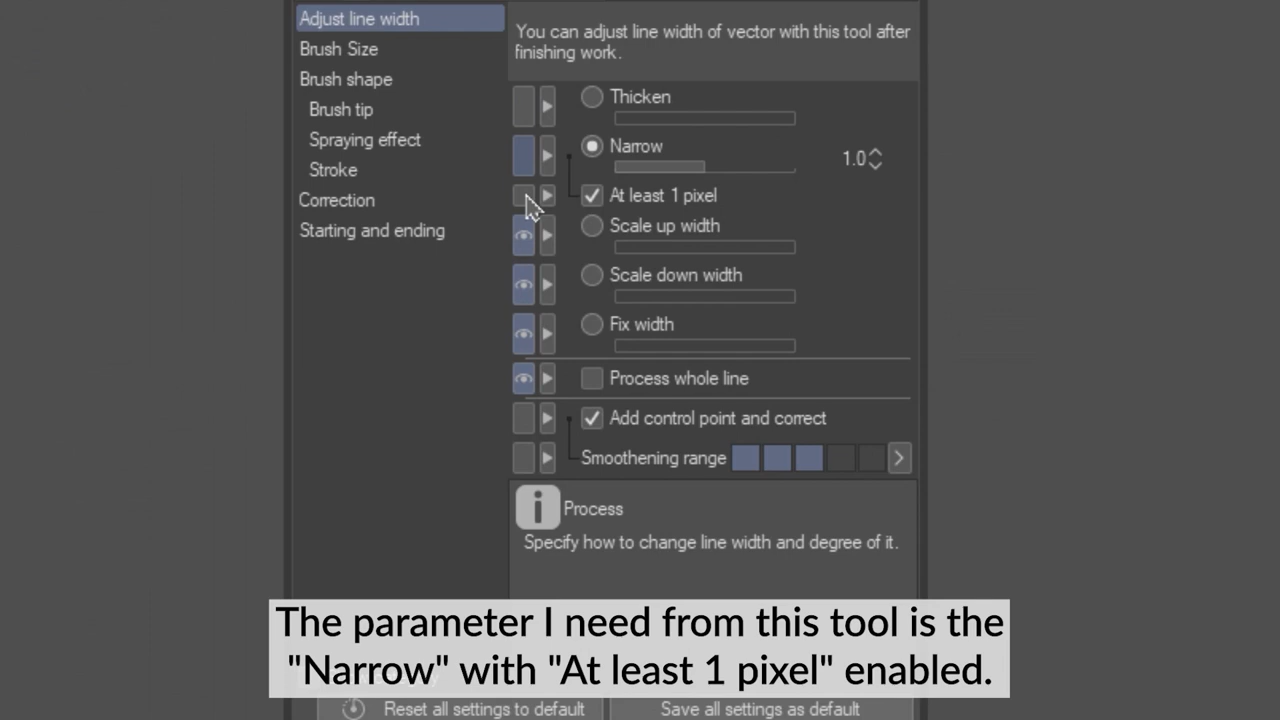 Adjust line width
Brush Size
Brush shape
Brush tip
Spraying effect
Stroke
Correction
Starting and ending
You can adjust line width of vector with this tool after
finishing work.
Thicken
Narrow
1.0
At least 1 pixel
Scale up width
Scale down width
Fix width
Process whole line
Add control point and correct
Smoothening range
Process
Specify how to change line width and degree of it.
The parameter I need from this tool is the
"Narrow" with "At least 1 pixel" enabled.
Reset all settings to default
Save all settings as default